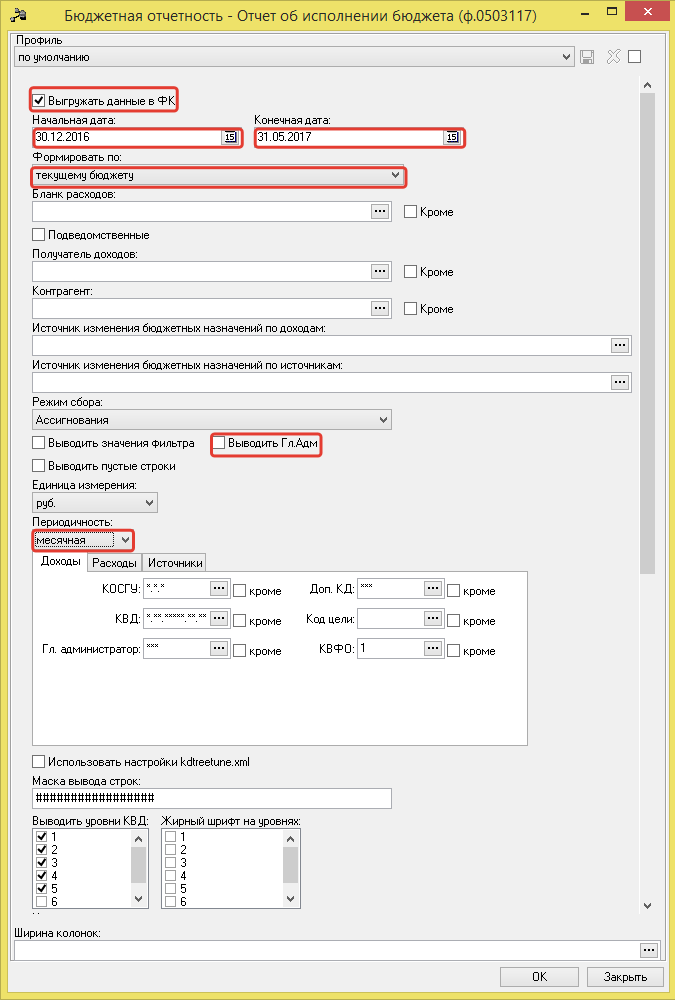 Бюджетная отчетность - Отчет об исполнении бюджета (ф.0503117)
Профиль
по умолчанию
Выгружать данные в ФК
Начальная дата: Конечная дата:
30.12.2016 15 31.05.2017 15
Формировать по:
текущему бюджету
Бланк расходов:
... Кроме
Подведомственные
Получатель доходов:
... Кроме
Контрагент:
... Кроме
Источник изменения бюджетных назначений по доходам:
...
Источник изменения бюджетных назначений по источникам:
...
Режим сбора:
Ассигнования
Выводить значения фильтра Выводить Гл.Адм
Выводить пустые строки
Единица измерения:
руб.
Периодичность:
месячная
Доходы Расходы Источники
КОСГУ: *.*.* ... кроме Доп. КД: *** ... кроме
КВД: *.**.*****.**.** ... кроме Код цели: ... кроме
Гл. администратор: *** ... кроме КВФО: 1 ... кроме
Использовать настройки kdtreetune.xml
Маска вывода строк:
#################
Выводить уровни КВД: Жирный шрифт на уровнях:
1 1
2 2
3 3
4 4
5 5
6 6
Ширина колонок:
...
OK Закрыть